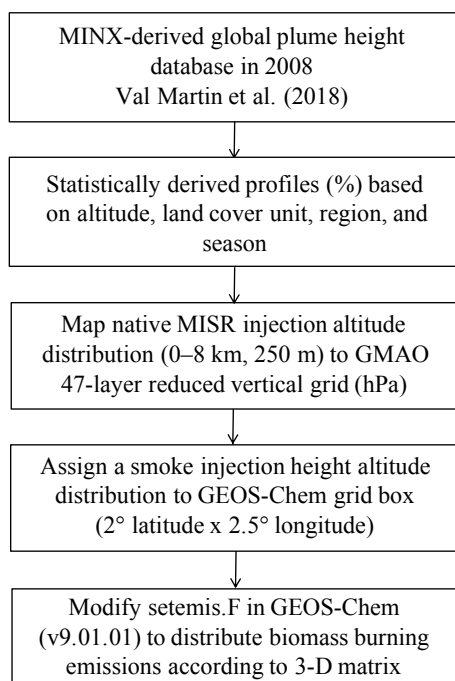 MINX-derived global plume height
database in 2008
Val Martin et al. (2018)
Statistically derived profiles (%) based
on altitude, land cover unit, region, and
season
Map native MISR injection altitude
distribution (0–8 km, 250 m) to GMAO
47-layer reduced vertical grid (hPa)
Assign a smoke injection height altitude
distribution to GEOS-Chem grid box
(2° latitude x 2.5° longitude)
Modify setemis.F in GEOS-Chem
(v9.01.01) to distribute biomass burning
emissions according to 3-D matrix